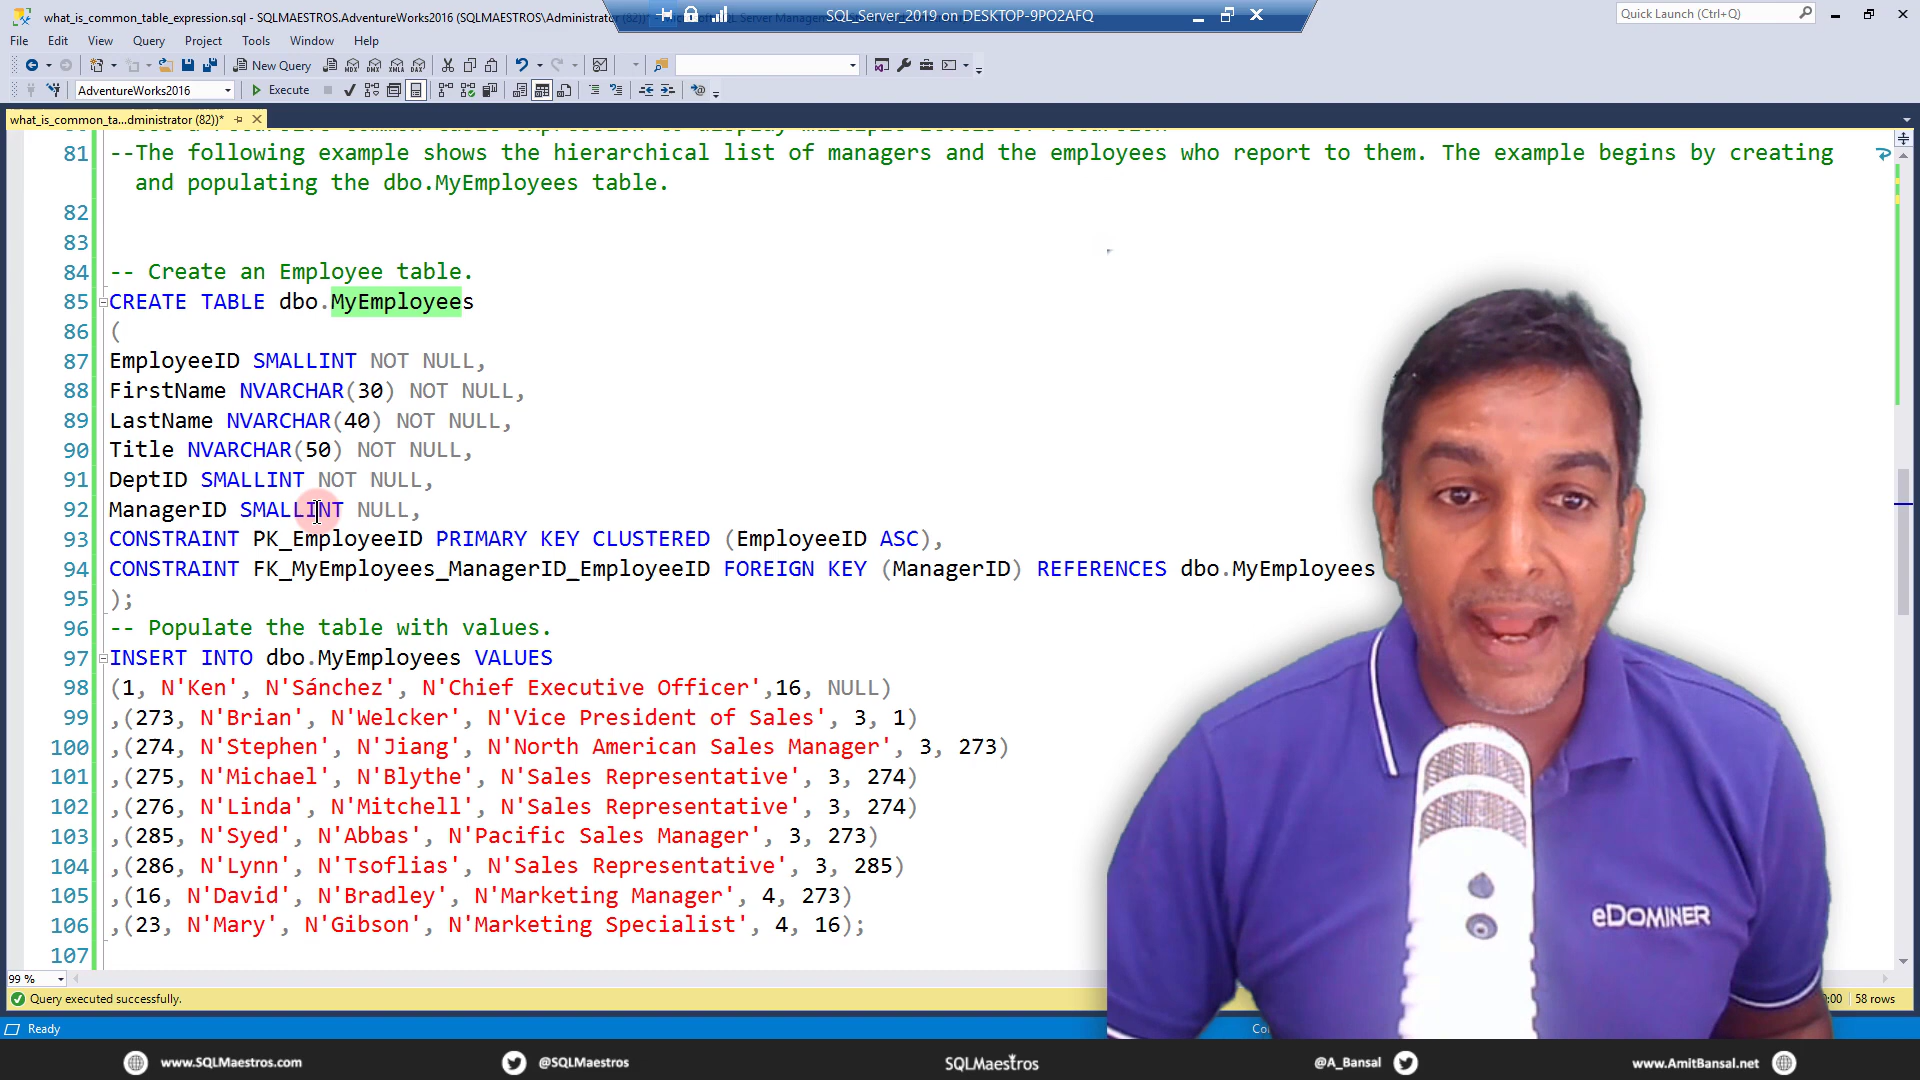 what_is_common_table_expression.sql - SQLMAESTROS.AdventureWorks2016 (SQLMAESTROS\Administrator
SQL_Server_2019 on DESKTOP-9PO2AFQ
Quick Launch (Ctrl+Q)
File Edit View Query Project Tools Window Help
New Query
AdventureWorks2016 Execute
what_is_common_ta...dministrator (82))*
81 --The following example shows the hierarchical list of managers and the employees who report to them. The example begins by creating
and populating the dbo.MyEmployees table.
82
83
84 -- Create an Employee table.
85 CREATE TABLE dbo.MyEmployees
86 (
87 EmployeeID SMALLINT NOT NULL,
88 FirstName NVARCHAR(30) NOT NULL,
89 LastName NVARCHAR(40) NOT NULL,
90 Title NVARCHAR(50) NOT NULL,
91 DeptID SMALLINT NOT NULL,
92 ManagerID SMALLINT NULL,
93 CONSTRAINT PK_EmployeeID PRIMARY KEY CLUSTERED (EmployeeID ASC),
94 CONSTRAINT FK_MyEmployees_ManagerID_EmployeeID FOREIGN KEY (ManagerID) REFERENCES dbo.MyEmployees
95 );
96 -- Populate the table with values.
97 INSERT INTO dbo.MyEmployees VALUES
98 (1, N'Ken', N'Sánchez', N'Chief Executive Officer',16, NULL)
99 ,(273, N'Brian', N'Welcker', N'Vice President of Sales', 3, 1)
100 ,(274, N'Stephen', N'Jiang', N'North American Sales Manager', 3, 273)
101 ,(275, N'Michael', N'Blythe', N'Sales Representative', 3, 274)
102 ,(276, N'Linda', N'Mitchell', N'Sales Representative', 3, 274)
103 ,(285, N'Syed', N'Abbas', N'Pacific Sales Manager', 3, 273)
104 ,(286, N'Lynn', N'Tsoflias', N'Sales Representative', 3, 285)
105 ,(16, N'David', N'Bradley', N'Marketing Manager', 4, 273)
106 ,(23, N'Mary', N'Gibson', N'Marketing Specialist', 4, 16);
107
eDOMINER
99 %
Query executed successfully.
58 rows
Ready
www.SQLMaestros.com @SQLMaestros SQLMaestros @A_Bansal www.AmitBansal.net